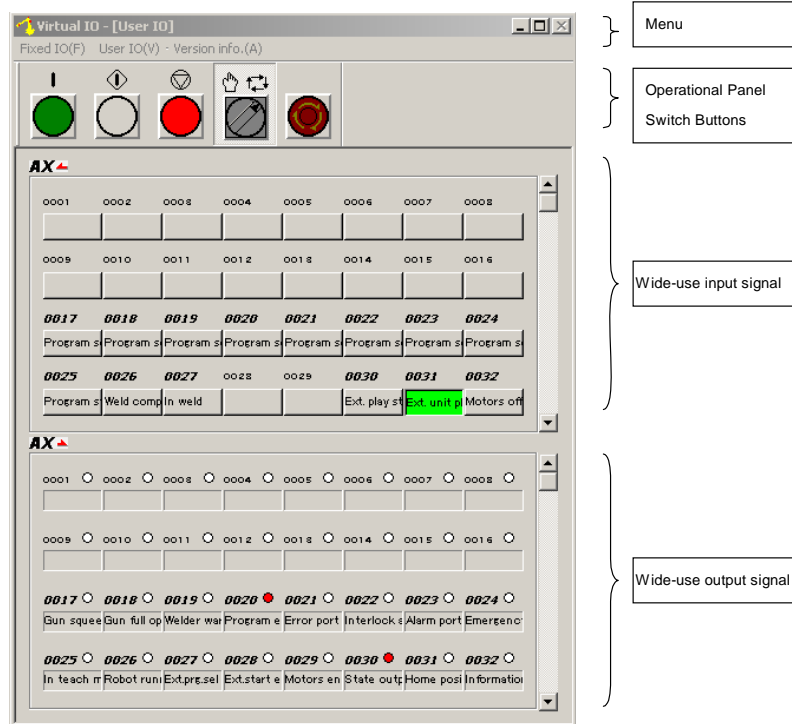 Virtual IO - [User IO]
Fixed IO(F) User IO(V) · Version info.(A)
Menu
Operational Panel
Switch Buttons
AX
0001 0002 0003 0004 0005 0006 0007 0008
0009 0010 0011 0012 0013 0014 0015 0016
0017 0018 0019 0020 0021 0022 0023 0024
Program s Program s Program s Program s Program s Program s Program s Program s
0025 0026 0027 0028 0029 0030 0031 0032
Program s Weld comp In weld Ext. play st Ext. unit pl Motors off
Wide-use input signal
AX
0001 0002 0003 0004 0005 0006 0007 0008
0009 0010 0011 0012 0013 0014 0015 0016
0017 0018 0019 0020 0021 0022 0023 0024
Gun squee Gun full op Welder war Program e Error port Interlock a Alarm port Emergenc
0025 0026 0027 0028 0029 0030 0031 0032
In teach m Robot runi Ext.prg.sel Ext.start e Motors en State outp Home posi Information
Wide-use output signal